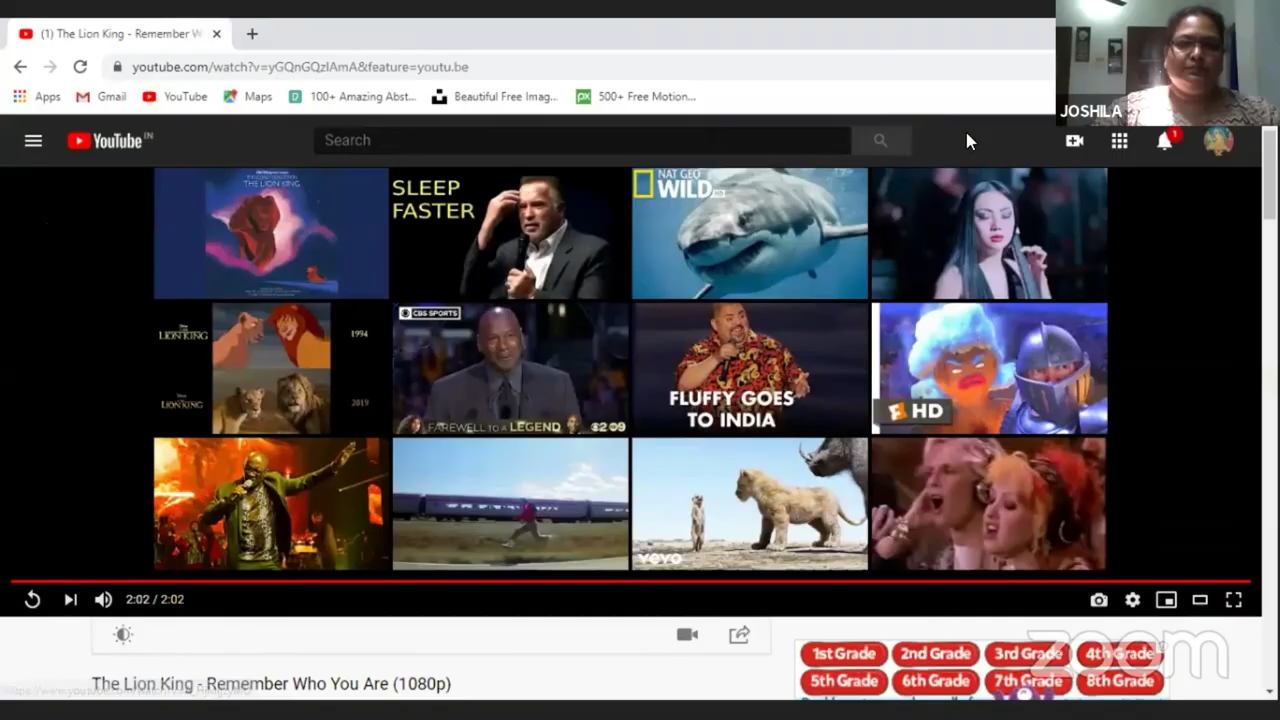 (1) The Lion King - Remember W
youtube.com/watch?v=yGQnGQzlAmA&feature=youtu.be
Apps
Gmail
YouTube
Maps
100+ Amazing Abst...
Beautiful Free Imag...
500+ Free Motion...
JOSHILA
YouTube IN
Search
1
THE LION KING
SLEEP
FASTER
NAT GEO
WILD HD
LION KING
1994
LION KING
2019
CBS SPORTS
FAREWELL TO A LEGEND
FLUFFY GOES
TO INDIA
HD
vevo
2:02 / 2:02
zoom
1st Grade
2nd Grade
3rd Grade
4th Grade
5th Grade
6th Grade
7th Grade
8th Grade
The Lion King - Remember Who You Are (1080p)